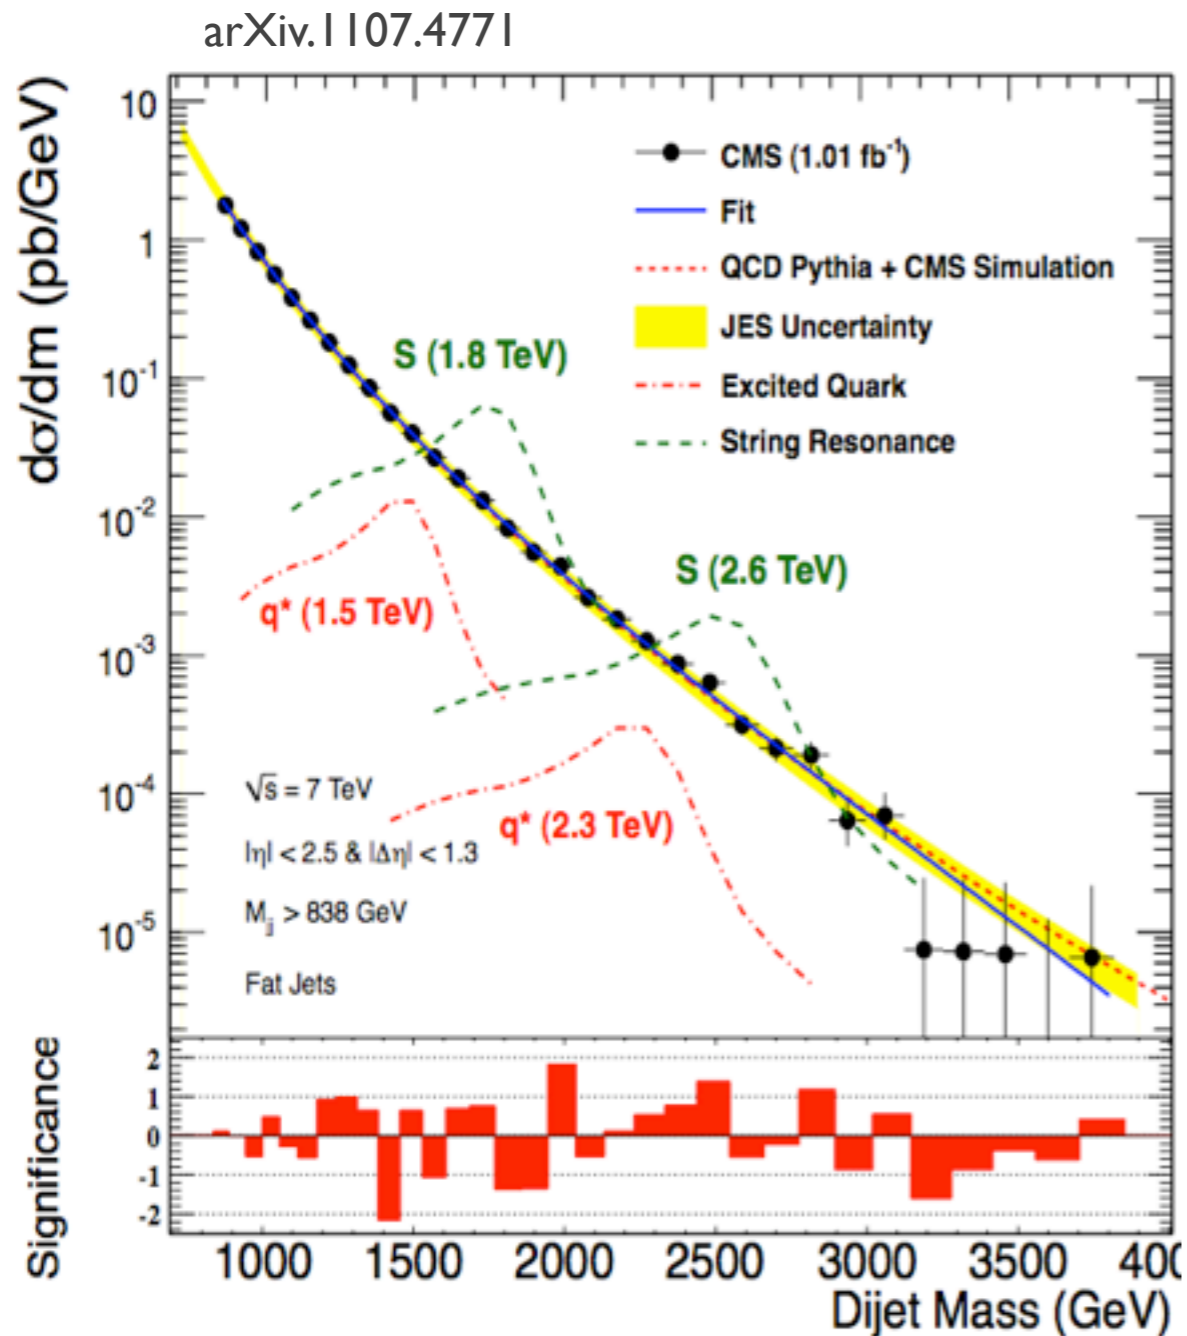 arXiv.1107.4771
dσ/dm (pb/GeV)
10
1
10⁻¹
10⁻²
10⁻³
10⁻⁴
10⁻⁵
CMS (1.01 fb⁻¹)
Fit
QCD Pythia + CMS Simulation
JES Uncertainty
Excited Quark
String Resonance
S (1.8 TeV)
q* (1.5 TeV)
S (2.6 TeV)
q* (2.3 TeV)
√s = 7 TeV
|η| < 2.5 & |Δη| < 1.3
M_jj > 838 GeV
Fat Jets
Significance
2
1
0
-1
-2
1000 1500 2000 2500 3000 3500 400
Dijet Mass (GeV)